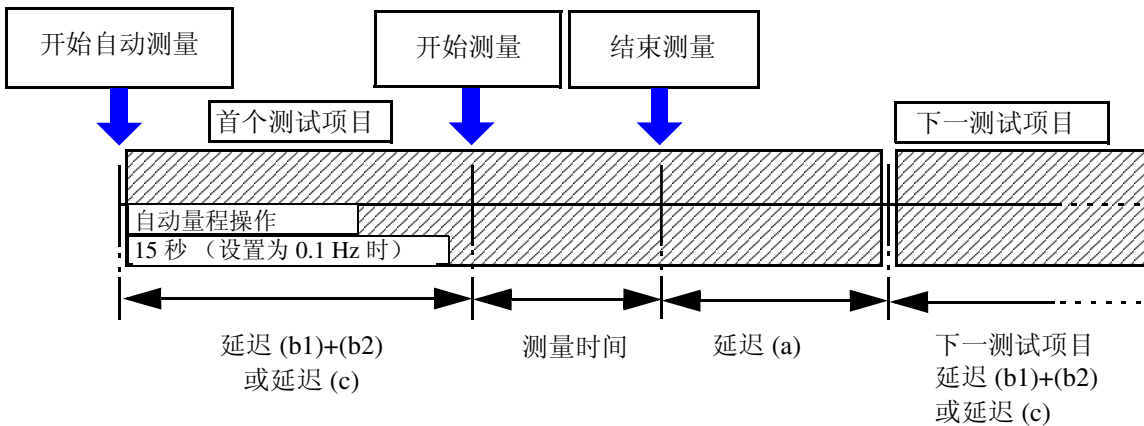 开始自动测量
开始测量
结束测量
首个测试项目
下一测试项目
自动量程操作
15 秒 （设置为 0.1 Hz 时）
延迟 (b1)+(b2)
或延迟 (c)
测量时间
延迟 (a)
下一测试项目
延迟 (b1)+(b2)
或延迟 (c)